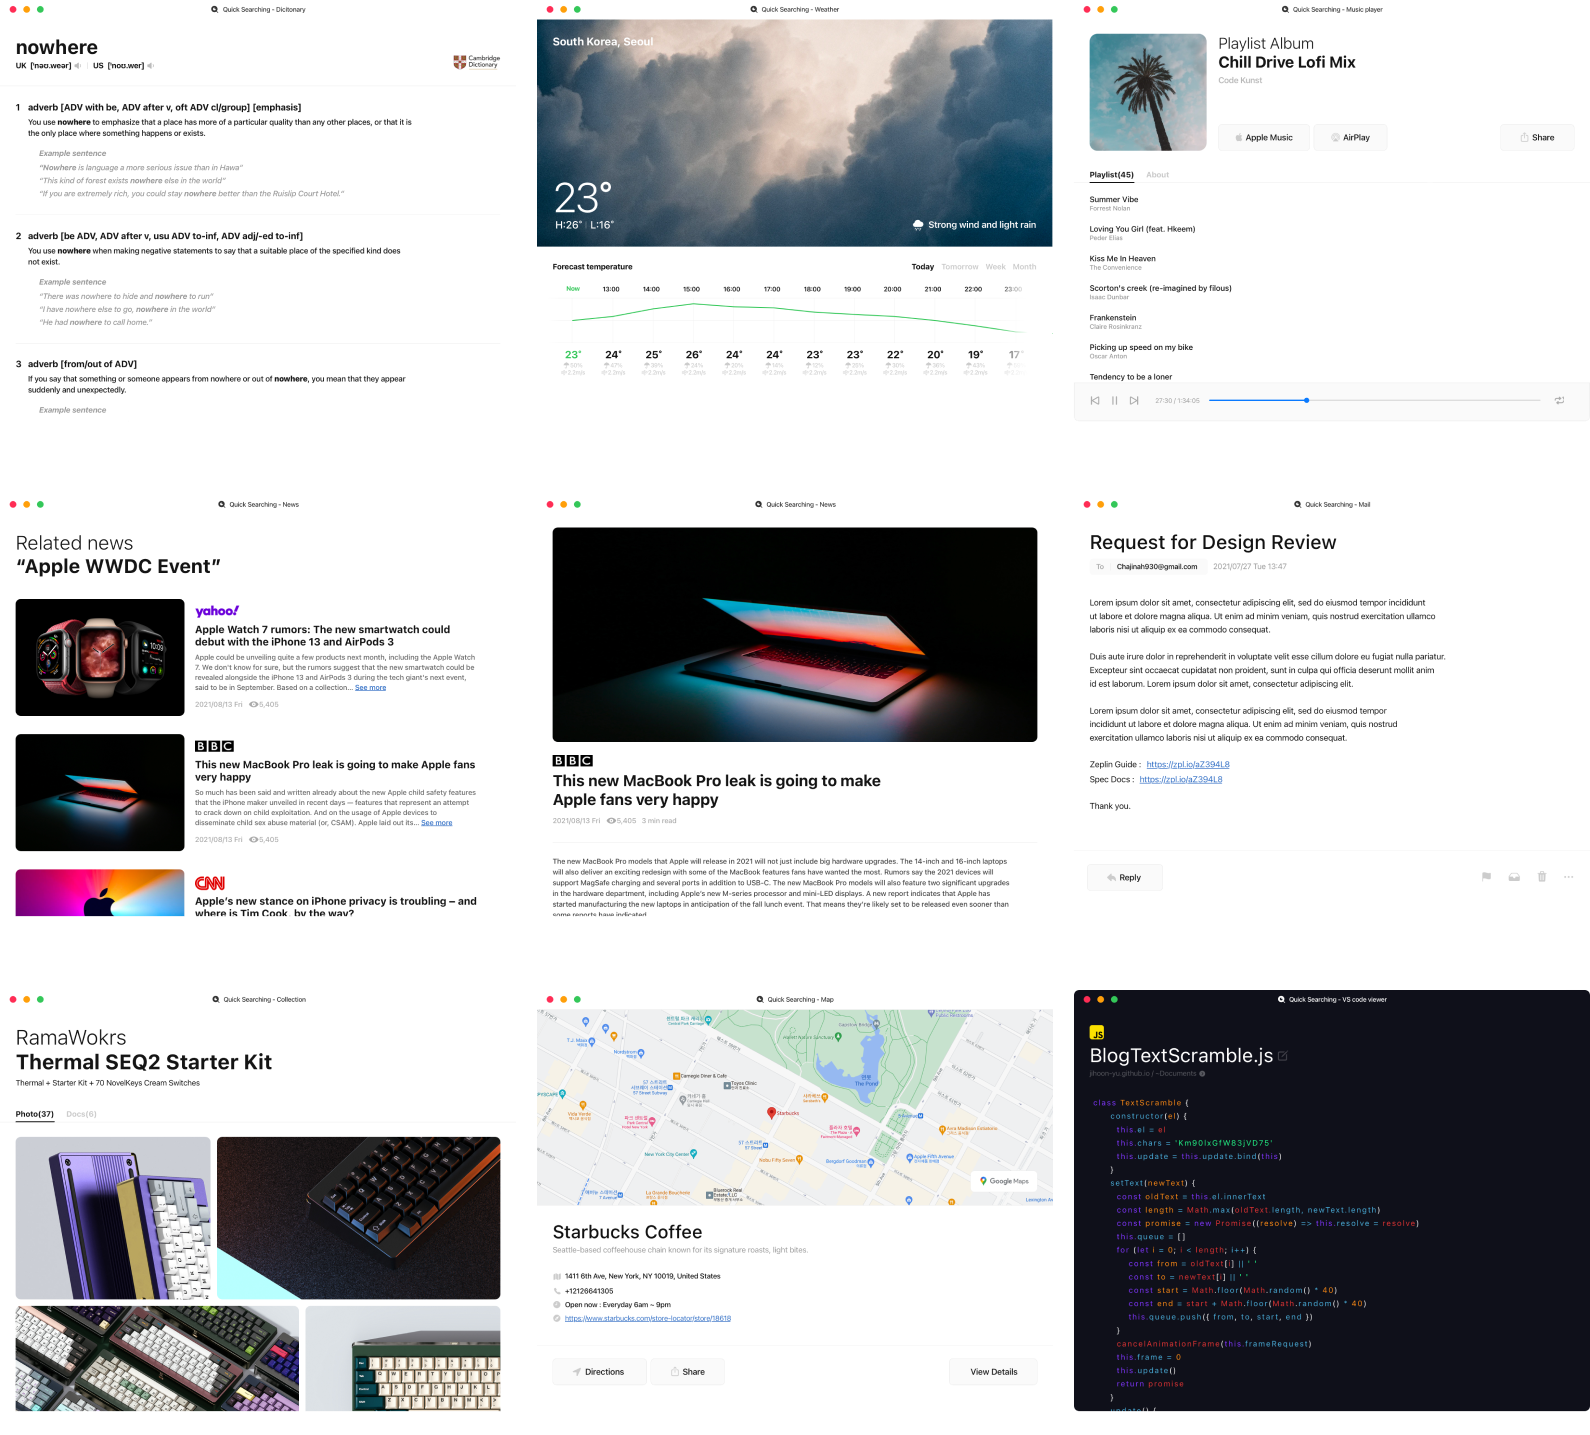 Quick Searching - Dicitonary
nowhere
UK [ˈnəʊ.weər] US [ˈnoʊ.wer]
Cambridge
Dictionary
1 adverb [ADV with be, ADV after v, oft ADV cl/group] [emphasis]
You use nowhere to emphasize that a place has more of a particular quality than any other places, or that it is
the only place where something happens or exists.
Example sentence
“Nowhere is language a more serious issue than in Hawa”
“This kind of forest exists nowhere else in the world”
“If you are extremely rich, you could stay nowhere better than the Ruislip Court Hotel.”
2 adverb [be ADV, ADV after v, usu ADV to-inf, ADV adj/-ed to-inf]
You use nowhere when making negative statements to say that a suitable place of the specified kind does
not exist.
Example sentence
“There was nowhere to hide and nowhere to run”
“I have nowhere else to go, nowhere in the world”
“He had nowhere to call home.”
3 adverb [from/out of ADV]
If you say that something or someone appears from nowhere or out of nowhere, you mean that they appear
suddenly and unexpectedly.
Example sentence
Quick Searching - Weather
South Korea, Seoul
23°
H:26° L:16°
Strong wind and light rain
Forecast temperature
Today Tomorrow Week Month
Now 13:00 14:00 15:00 16:00 17:00 18:00 19:00 20:00 21:00 22:00 23:00
23° 24° 25° 26° 24° 24° 23° 23° 22° 20° 19° 17°
Quick Searching - Music player
Playlist Album
Chill Drive Lofi Mix
Code Kunst
Apple Music AirPlay Share
Playlist(45) About
Summer Vibe
Forrest Nolan
Loving You Girl (feat. Hkeem)
Peder Elias
Kiss Me In Heaven
The Convenience
Scorton's creek (re-imagined by filous)
Isaac Dunbar
Frankenstein
Claire Rosinkranz
Picking up speed on my bike
Oscar Anton
Tendency to be a loner
27:30 / 1:34:05
Quick Searching - News
Related news
“Apple WWDC Event”
yahoo!
Apple Watch 7 rumors: The new smartwatch could
debut with the iPhone 13 and AirPods 3
Apple could be unveiling quite a few products next month, including the Apple Watch
7. We don't know for sure, but the rumors suggest that the new smartwatch could be
revealed alongside the iPhone 13 and AirPods 3 during the tech giant's next event,
said to be in September. Based on a collection... See more
2021/08/13 Fri 5,405
BBC
This new MacBook Pro leak is going to make Apple fans
very happy
So much has been said and written already about the new Apple child safety features
that the iPhone maker unveiled in recent days — features that represent an attempt
to crack down on child exploitation. And on the usage of Apple devices to
disseminate child sex abuse material (or, CSAM). Apple laid out its... See more
2021/08/13 Fri 5,405
CNN
Apple's new stance on iPhone privacy is troubling – and
where is Tim Cook, by the way?
Quick Searching - News
BBC
This new MacBook Pro leak is going to make
Apple fans very happy
2021/08/13 Fri 5,405 3 min read
The new MacBook Pro models that Apple will release in 2021 will not just include big hardware upgrades. The 14-inch and 16-inch laptops
will also deliver an exciting redesign with some of the MacBook features fans have wanted the most. Rumors say the 2021 devices will
support MagSafe charging and several ports in addition to USB-C. The new MacBook Pro models will also feature two significant upgrades
in the hardware department, including Apple's new M-series processor and mini-LED displays. A new report indicates that Apple has
started manufacturing the new laptops in anticipation of the fall lunch event. That means they're likely set to be released even sooner than
some reports have indicated.
Quick Searching - Mail
Request for Design Review
To Chajinah930@gmail.com 2021/07/27 Tue 13:47
Lorem ipsum dolor sit amet, consectetur adipiscing elit, sed do eiusmod tempor incididunt
ut labore et dolore magna aliqua. Ut enim ad minim veniam, quis nostrud exercitation ullamco
laboris nisi ut aliquip ex ea commodo consequat.
Duis aute irure dolor in reprehenderit in voluptate velit esse cillum dolore eu fugiat nulla pariatur.
Excepteur sint occaecat cupidatat non proident, sunt in culpa qui officia deserunt mollit anim
id est laborum. Lorem ipsum dolor sit amet, consectetur adipiscing elit.
Lorem ipsum dolor sit amet, consectetur adipiscing elit, sed do eiusmod tempor
incididunt ut labore et dolore magna aliqua. Ut enim ad minim veniam, quis nostrud
exercitation ullamco laboris nisi ut aliquip ex ea commodo consequat.
Zeplin Guide : https://zpl.io/aZ394L8
Spec Docs : https://zpl.io/aZ394L8
Thank you.
Reply
Quick Searching - Collection
RamaWokrs
Thermal SEQ2 Starter Kit
Thermal + Starter Kit + 70 NovelKeys Cream Switches
Photo(37) Docs(6)
Quick Searching - Map
Starbucks
Google Maps
Starbucks Coffee
Seattle-based coffeehouse chain known for its signature roasts, light bites.
1411 6th Ave, New York, NY 10019, United States
+12126641305
Open now : Everyday 6am ~ 9pm
https://www.starbucks.com/store-locator/store/18618
Directions Share View Details
Quick Searching - VS code viewer
JS
BlogTextScramble.js
jihoon-yu.github.io / ~Documents
class TextScramble {
constructor(el) {
this.el = el
this.chars = 'Km90IxGfW83jVD75'
this.update = this.update.bind(this)
}
setText(newText) {
const oldText = this.el.innerText
const length = Math.max(oldText.length, newText.length)
const promise = new Promise((resolve) => this.resolve = resolve)
this.queue = []
for (let i = 0; i < length; i++) {
const from = oldText[i] || ' '
const to = newText[i] || ' '
const start = Math.floor(Math.random() * 40)
const end = start + Math.floor(Math.random() * 40)
this.queue.push({ from, to, start, end })
}
cancelAnimationFrame(this.frameRequest)
this.frame = 0
this.update()
return promise
}
update() {